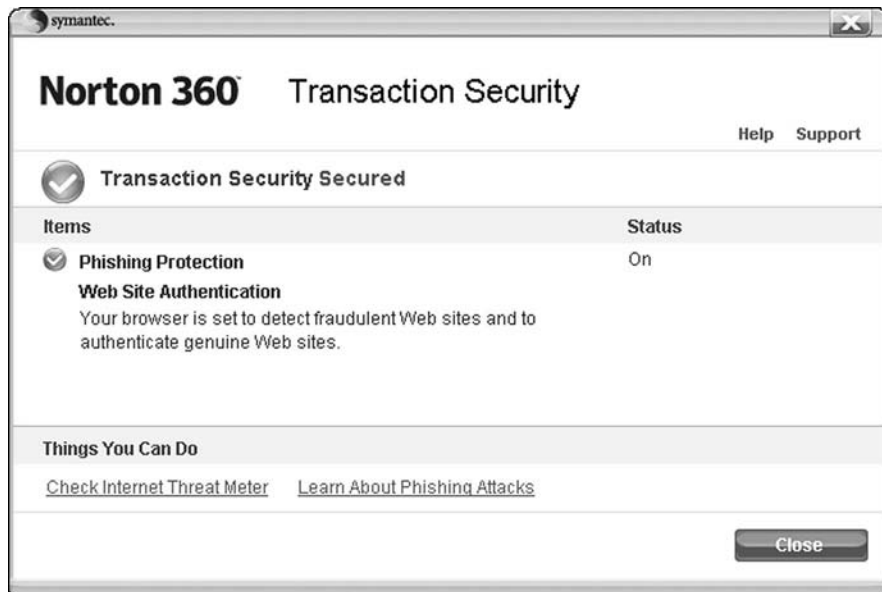 symantec.
Norton 360™ Transaction Security
Help Support
Transaction Security Secured
Items Status
Phishing Protection On
Web Site Authentication
Your browser is set to detect fraudulent Web sites and to
authenticate genuine Web sites.
Things You Can Do
Check Internet Threat Meter Learn About Phishing Attacks
Close